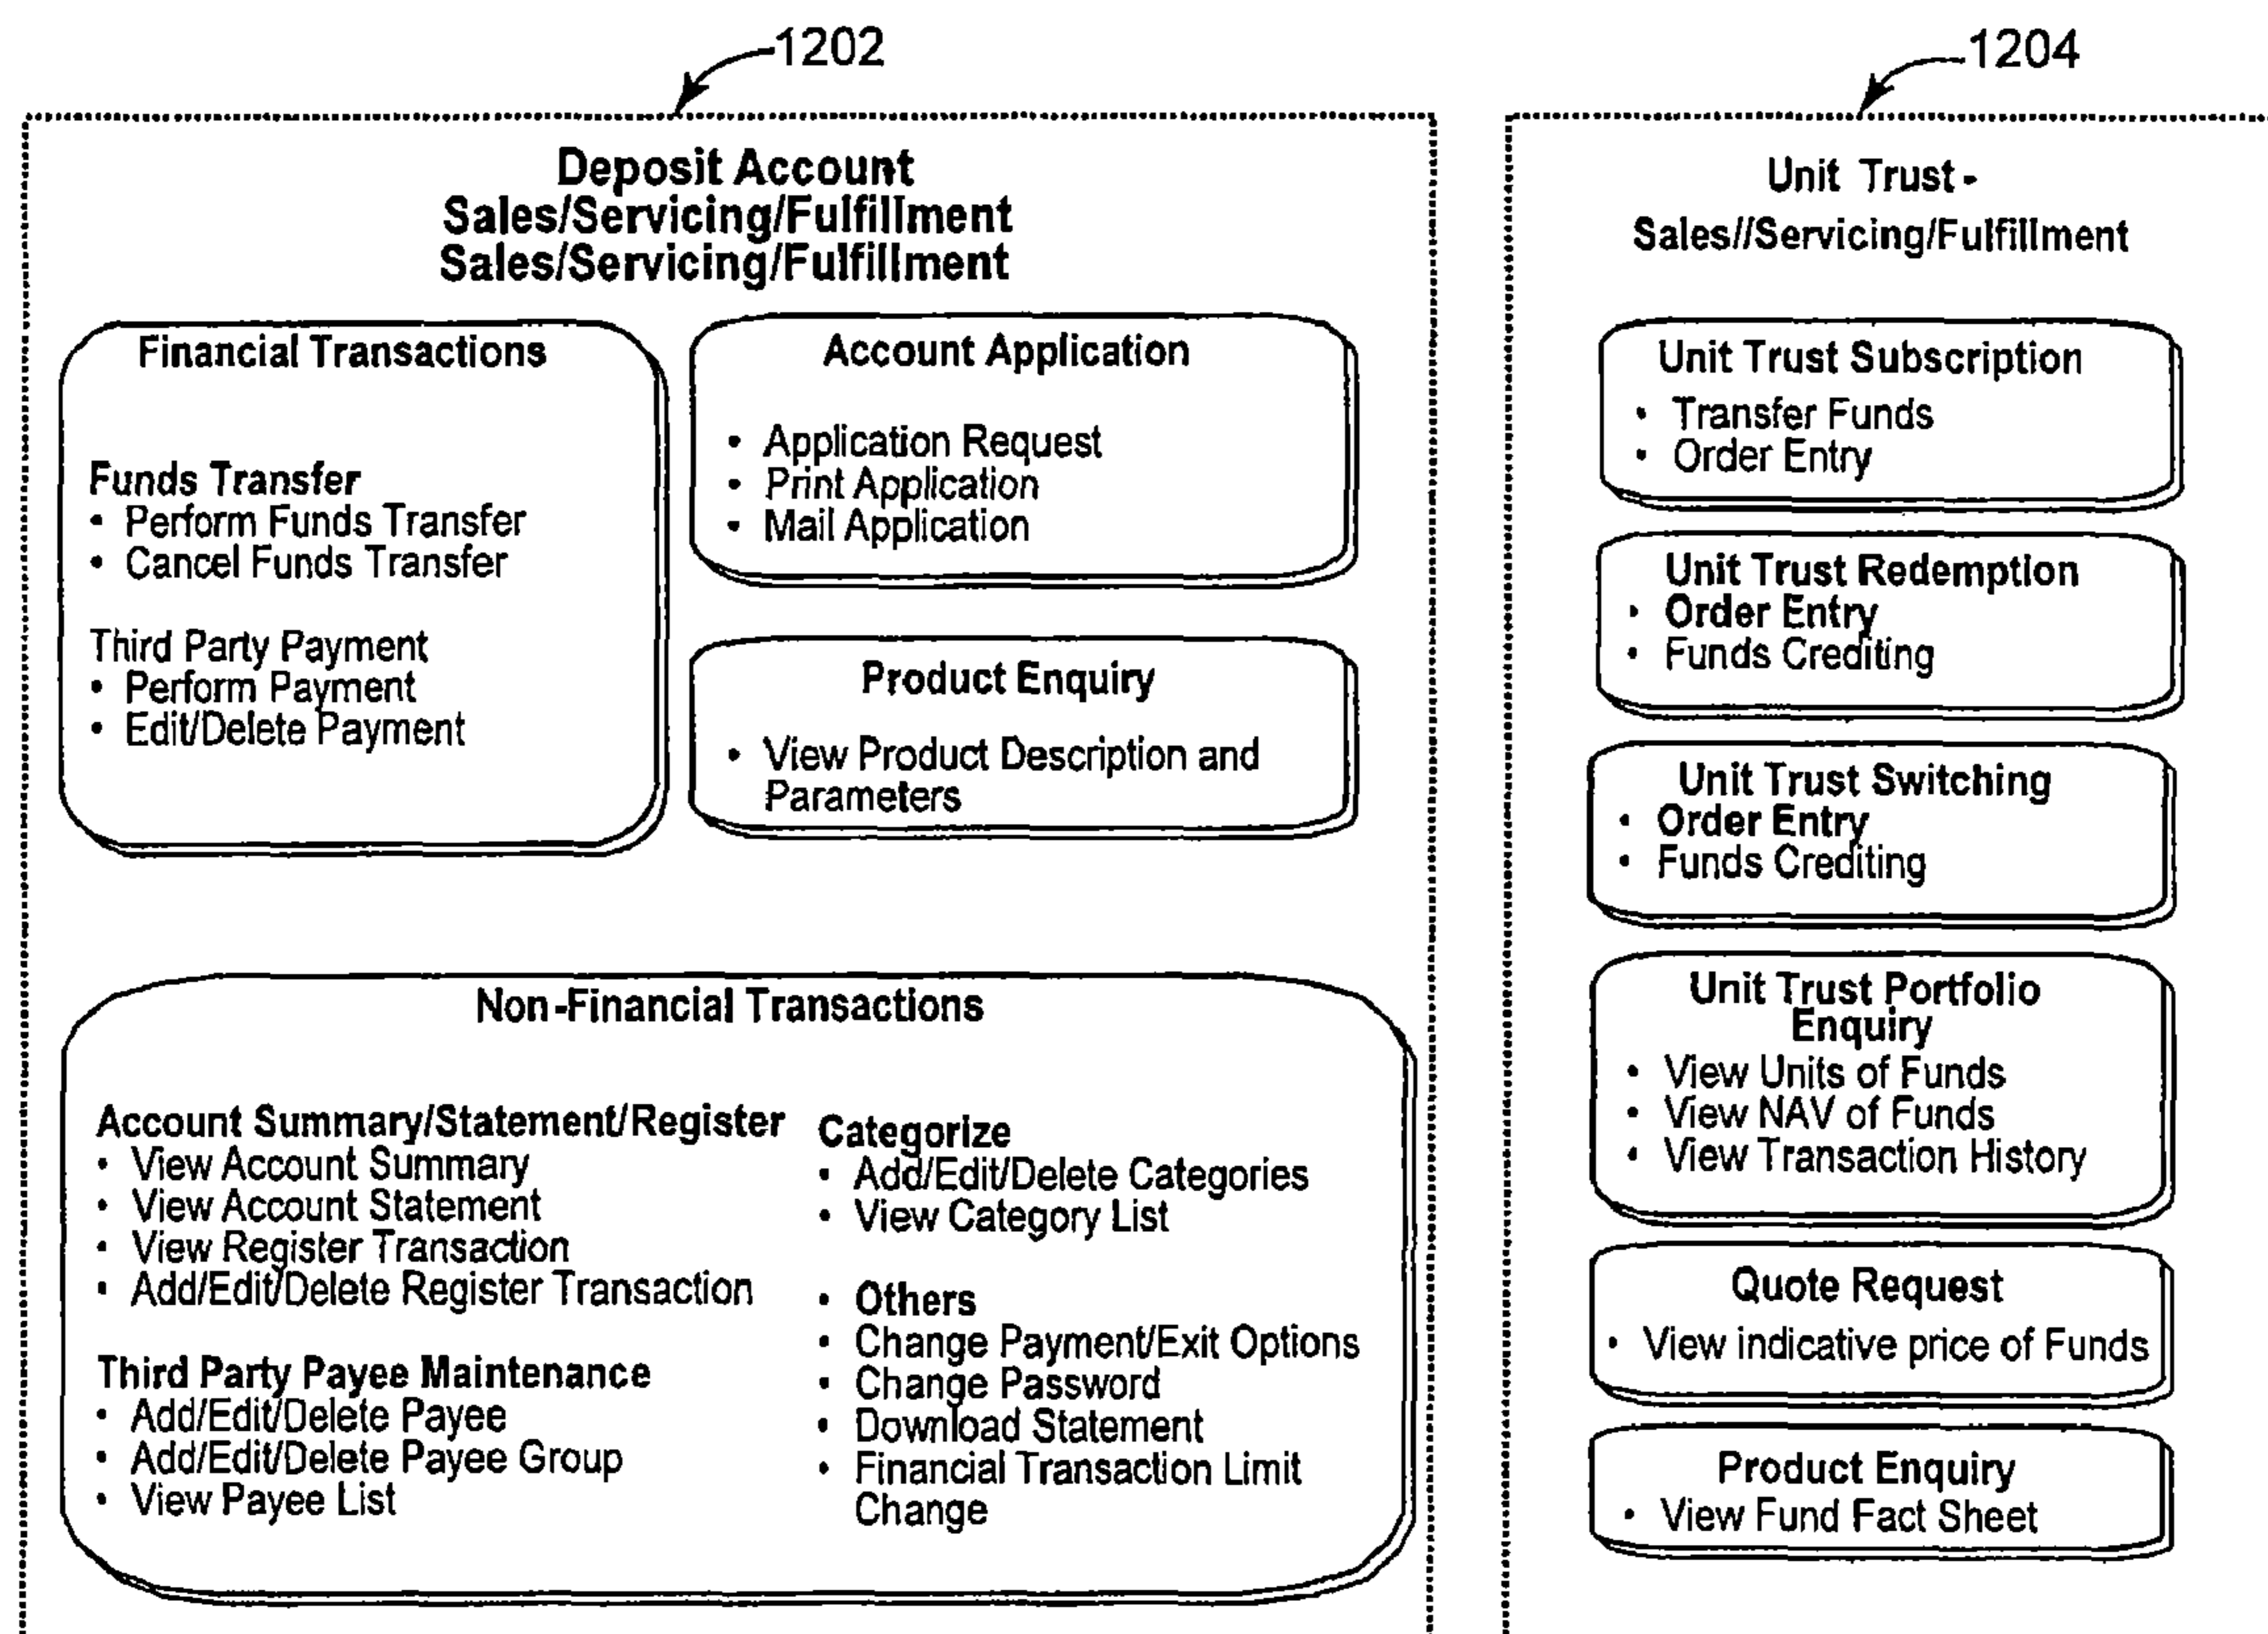 1202
Deposit Account
Sales/Servicing/Fulfillment
Sales/Servicing/Fulfillment
Financial Transactions
Funds Transfer
• Perform Funds Transfer
• Cancel Funds Transfer
Third Party Payment
• Perform Payment
• Edit/Delete Payment
Account Application
• Application Request
• Print Application
• Mail Application
Product Enquiry
• View Product Description and
Parameters
Non-Financial Transactions
Account Summary/Statement/Register
• View Account Summary
• View Account Statement
• View Register Transaction
• Add/Edit/Delete Register Transaction
Third Party Payee Maintenance
• Add/Edit/Delete Payee
• Add/Edit/Delete Payee Group
• View Payee List
Categorize
• Add/Edit/Delete Categories
• View Category List
• Others
• Change Payment/Exit Options
• Change Password
• Download Statement
• Financial Transaction Limit
Change
1204
Unit Trust -
Sales//Servicing/Fulfillment
Unit Trust Subscription
• Transfer Funds
• Order Entry
Unit Trust Redemption
• Order Entry
• Funds Crediting
Unit Trust Switching
• Order Entry
• Funds Crediting
Unit Trust Portfolio
Enquiry
• View Units of Funds
• View NAV of Funds
• View Transaction History
Quote Request
• View indicative price of Funds
Product Enquiry
• View Fund Fact Sheet